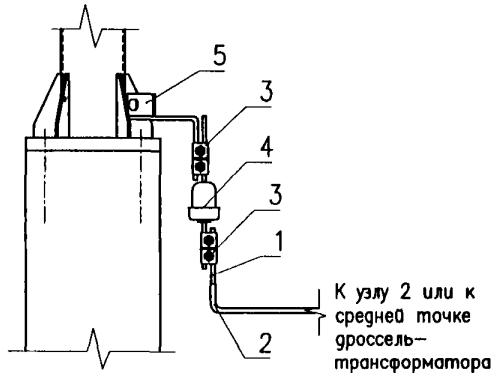 5
3
4
3
1
2
К узлу 2 или к
средней точке
дроссель-
трансформатора